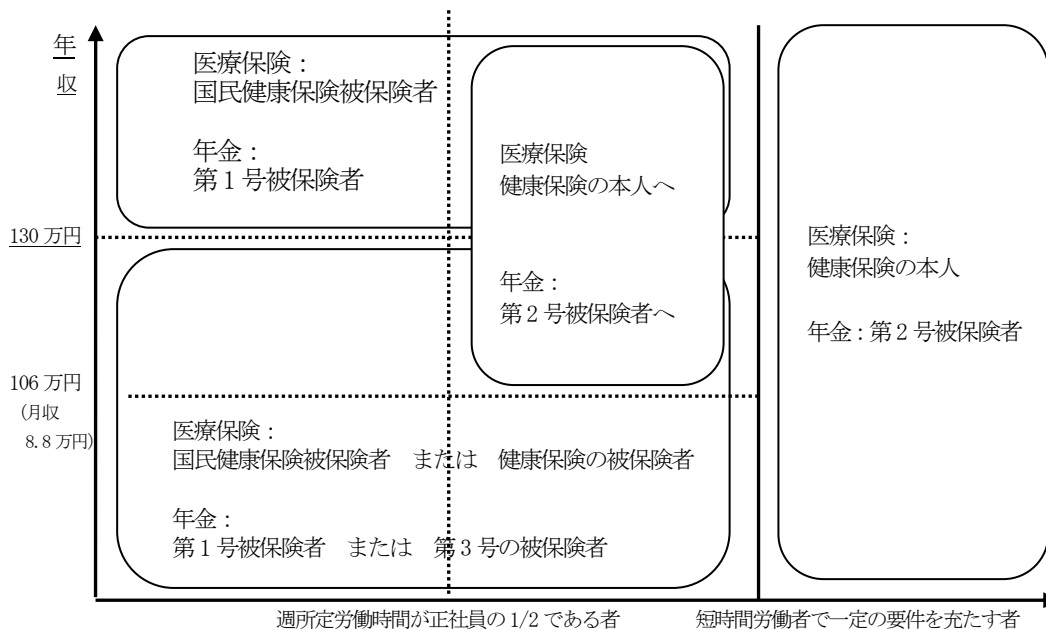 年
収
医療保険：
国民健康保険被保険者
年金：
第1号被保険者
医療保険
健康保険の本人へ
年金：
第2号被保険者へ
医療保険：
健康保険の本人
年金：第2号被保険者
130万円
106万円
(月収
8.8万円)
医療保険：
国民健康保険被保険者　または　健康保険の被保険者
年金：
第1号被保険者　または　第3号の被保険者
週所定労働時間が正社員の1/2である者
短時間労働者で一定の要件を充たす者